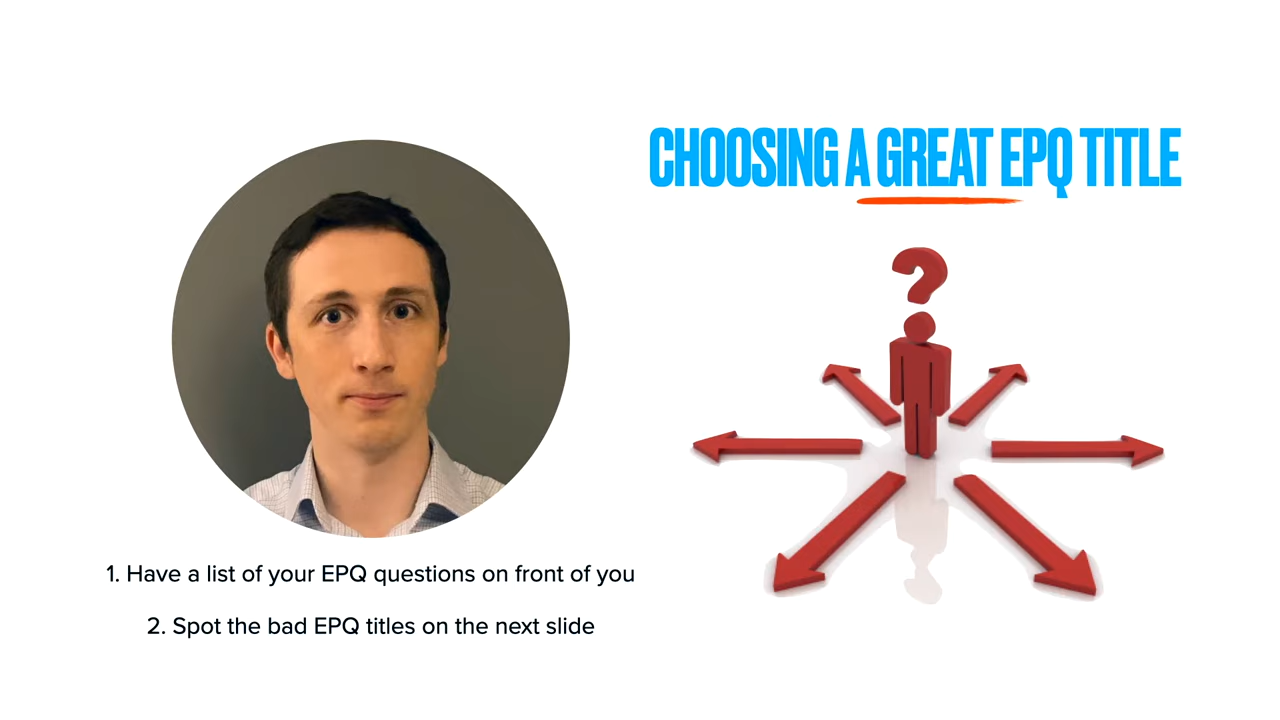 CHOOSING A GREAT EPQ TITLE
?
1. Have a list of your EPQ questions on front of you
2. Spot the bad EPQ titles on the next slide